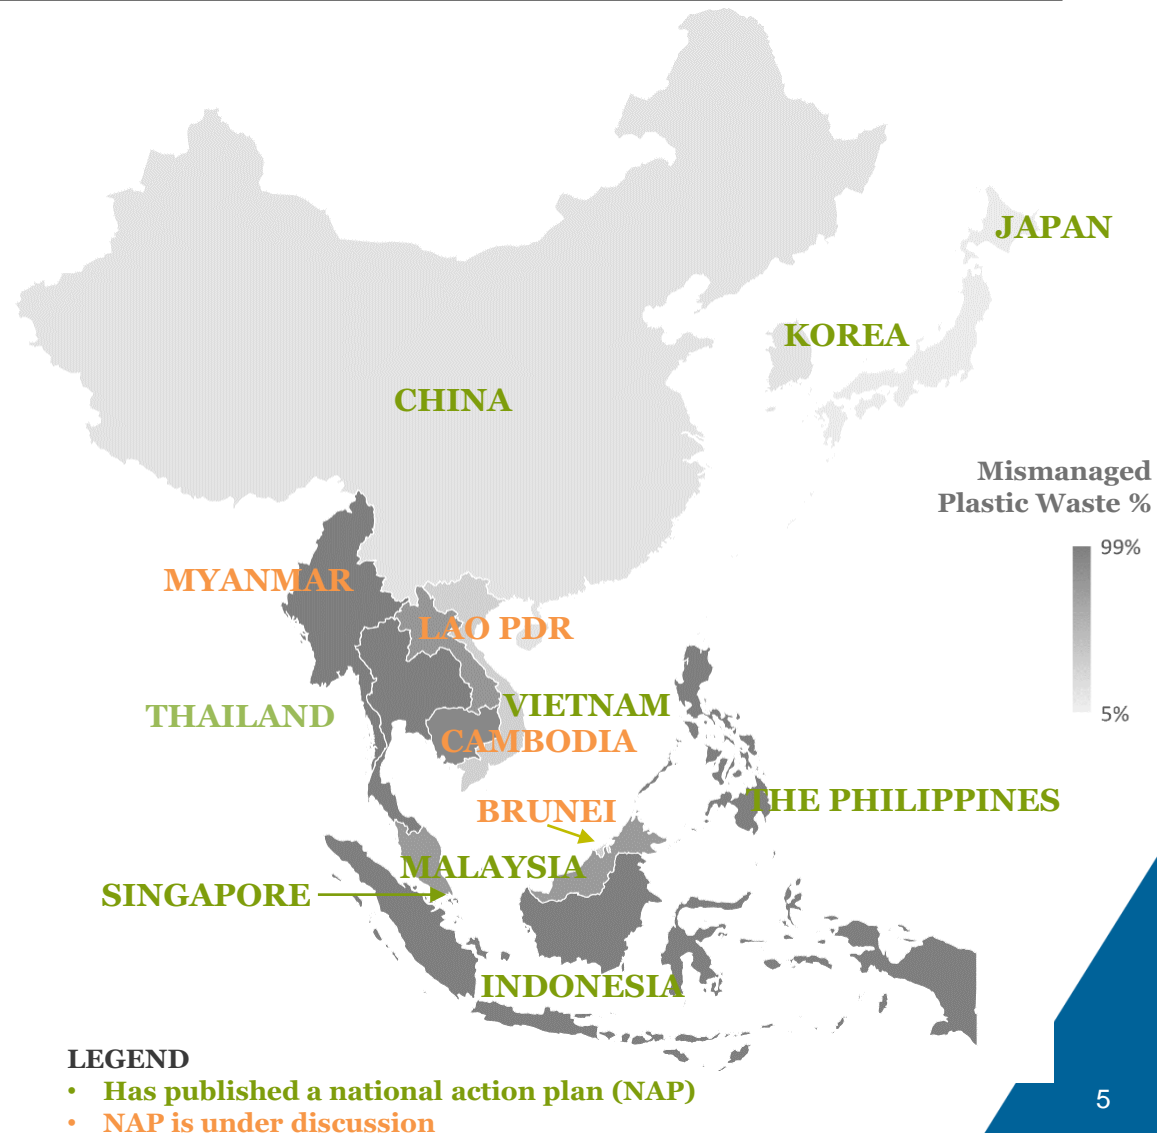 JAPAN
KOREA
CHINA
Mismanaged
Plastic Waste %
99%
5%
MYANMAR
LAO PDR
VIETNAM
THAILAND
CAMBODIA
THE PHILIPPINES
BRUNEI
MALAYSIA
SINGAPORE
INDONESIA
LEGEND
• Has published a national action plan (NAP)
• NAP is under discussion
5